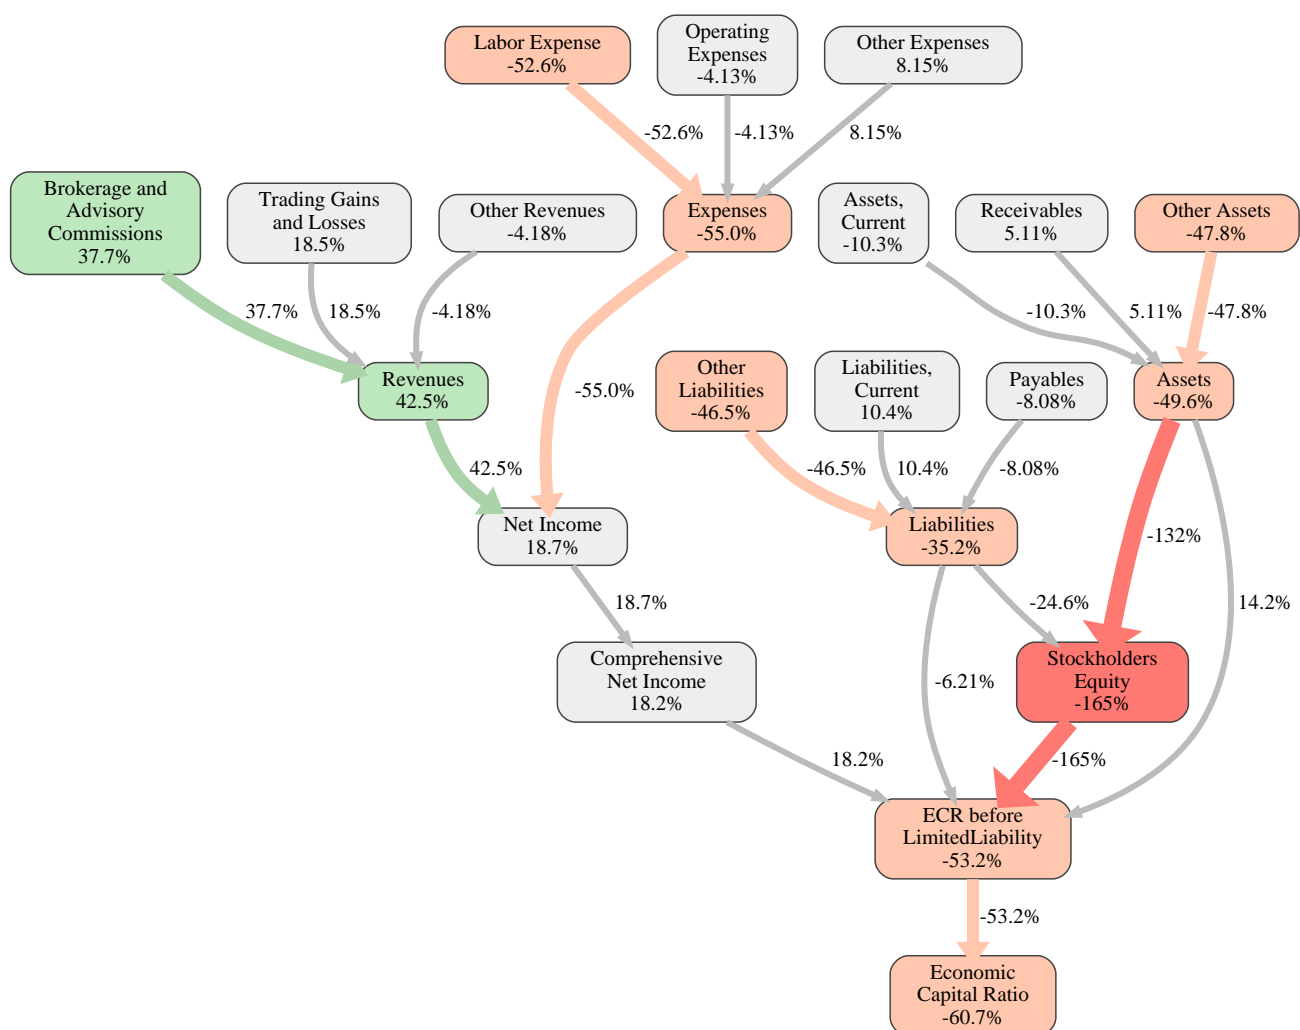 Labor Expense
-52.6%
Operating
Expenses
-4.13%
Other Expenses
8.15%
-52.6%
-4.13%
8.15%
Brokerage and
Advisory
Commissions
37.7%
Trading Gains
and Losses
18.5%
Other Revenues
-4.18%
Expenses
-55.0%
Assets,
Current
-10.3%
Receivables
5.11%
Other Assets
-47.8%
37.7%
18.5%
-4.18%
-10.3%
5.11%
-47.8%
Revenues
42.5%
-55.0%
Other
Liabilities
-46.5%
Liabilities,
Current
10.4%
Payables
-8.08%
Assets
-49.6%
42.5%
-46.5%
10.4%
-8.08%
Net Income
18.7%
Liabilities
-35.2%
-132%
18.7%
-24.6%
14.2%
Comprehensive
Net Income
18.2%
-6.21%
Stockholders
Equity
-165%
18.2%
-165%
ECR before
LimitedLiability
-53.2%
-53.2%
Economic
Capital Ratio
-60.7%